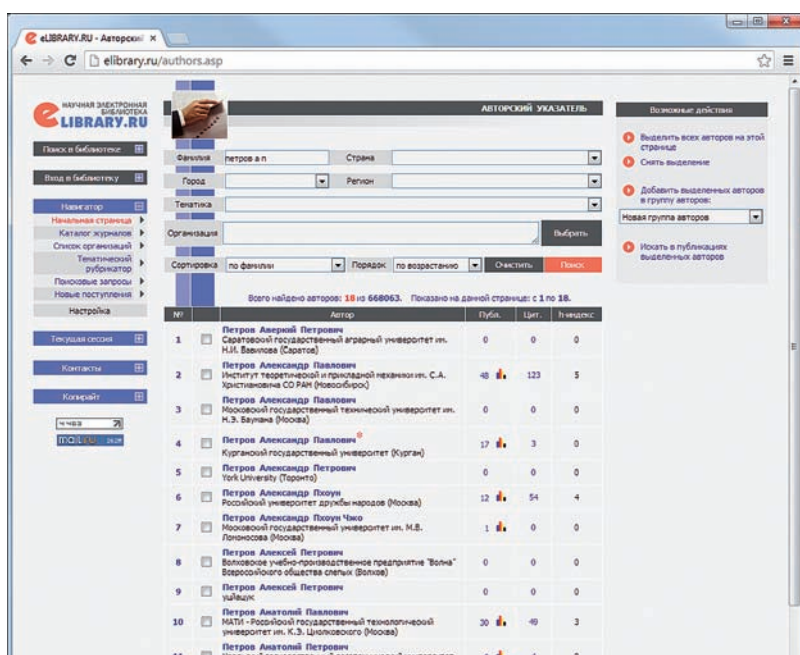 eLIBRARY.RU - Авторский
elibrary.ru/authors.asp
НАУЧНАЯ ЭЛЕКТРОННАЯ
БИБЛИОТЕКА
eLIBRARY.RU
АВТОРСКИЙ УКАЗАТЕЛЬ
Поиск в библиотеке
Вход в библиотеку
Навигатор
Начальная страница
Каталог журналов
Список организаций
Тематический
рубрикатор
Поисковые запросы
Новые поступления
Настройка
Текущая сессия
Контакты
Копирайт
Фамилия петров а п Страна
Город Регион
Тематика
Организация Выбрать
Сортировка по фамилии Порядок по возрастанию Очистить Поиск
Всего найдено авторов: 18 из 668063. Показано на данной странице: с 1 по 18.
№ Автор Публ. Цит. h-индекс
1 Петров Аверкий Петрович 0 0 0
Саратовский государственный аграрный университет им.
Н.И. Вавилова (Саратов)
2 Петров Александр Павлович 48 123 5
Институт теоретической и прикладной механики им. С.А.
Христиановича СО РАН (Новосибирск)
3 Петров Александр Павлович 0 0 0
Московский государственный технический университет им.
Н.Э. Баумана (Москва)
4 Петров Александр Павлович 17 3 0
Курганский государственный университет (Курган)
5 Петров Александр Петрович 0 0 0
York University (Торонто)
6 Петров Александр Пхоун 12 54 4
Российский университет дружбы народов (Москва)
7 Петров Александр Пхоун Чжо 1 0 0
Московский государственный университет им. М.В.
Ломоносова (Москва)
8 Петров Алексей Петрович 0 0 0
Волховское учебно-производственное предприятие "Волна"
Всероссийского общества слепых (Волхов)
9 Петров Алексей Петрович 0 0 0
10 Петров Анатолий Павлович 30 49 3
МАТИ - Российский государственный технологический
университет им. К.Э. Циолковского (Москва)
Петров Анатолий Петрович
Возможные действия
Выделить всех авторов на этой
странице
Снять выделение
Добавить выделенных авторов
в группу авторов:
Новая группа авторов
Искать в публикациях
выделенных авторов